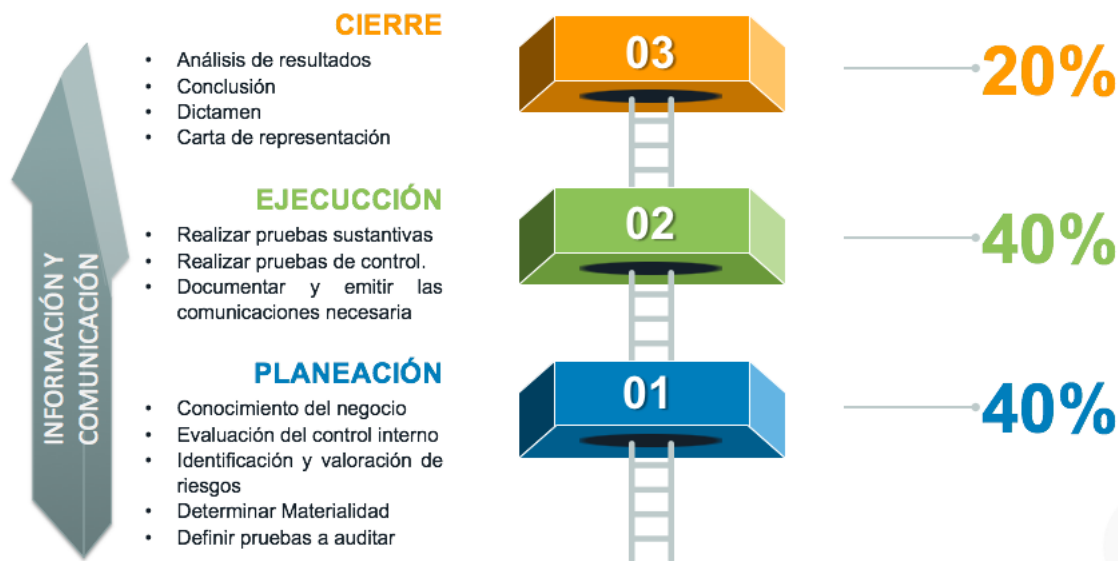 CIERRE
• Análisis de resultados
• Conclusión
• Dictamen
• Carta de representación
03
20%
EJECUCCIÓN
• Realizar pruebas sustantivas
• Realizar pruebas de control.
• Documentar y emitir las
comunicaciones necesaria
02
40%
PLANEACIÓN
• Conocimiento del negocio
• Evaluación del control interno
• Identificación y valoración de
riesgos
• Determinar Materialidad
• Definir pruebas a auditar
01
40%
INFORMACIÓN Y
COMUNICACIÓN